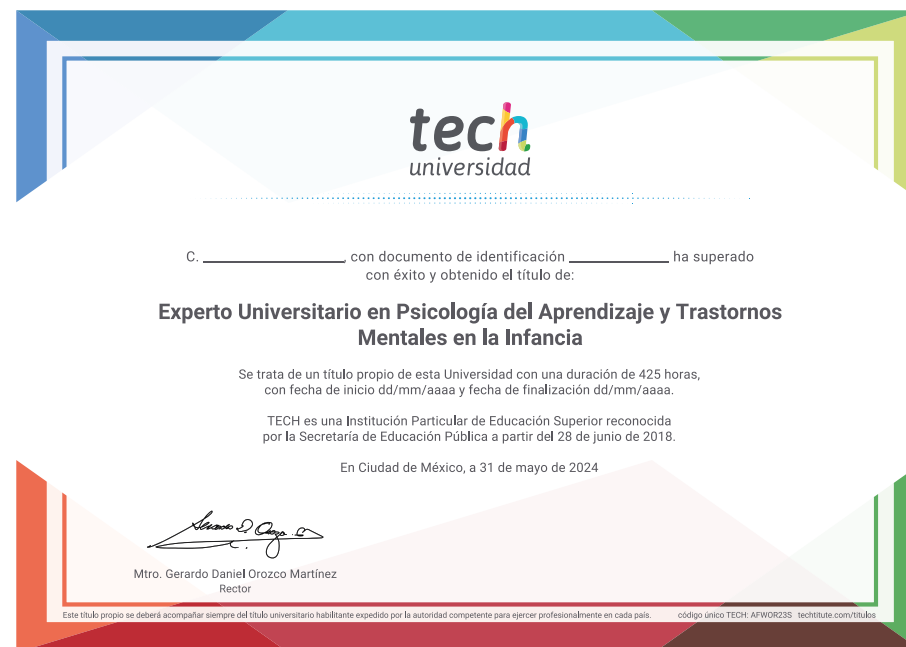 tech
universidad
C. ____________________, con documento de identificación ______________ ha superado
con éxito y obtenido el título de:
Experto Universitario en Psicología del Aprendizaje y Trastornos
Mentales en la Infancia
Se trata de un título propio de esta Universidad con una duración de 425 horas,
con fecha de inicio dd/mm/aaaa y fecha de finalización dd/mm/aaaa.
TECH es una Institución Particular de Educación Superior reconocida
por la Secretaría de Educación Pública a partir del 28 de junio de 2018.
En Ciudad de México, a 31 de mayo de 2024
Mtro. Gerardo Daniel Orozco Martínez
Rector
Este título propio se deberá acompañar siempre del título universitario habilitante expedido por la autoridad competente para ejercer profesionalmente en cada país. código único TECH: AFWOR23S techtitute.com/titulos